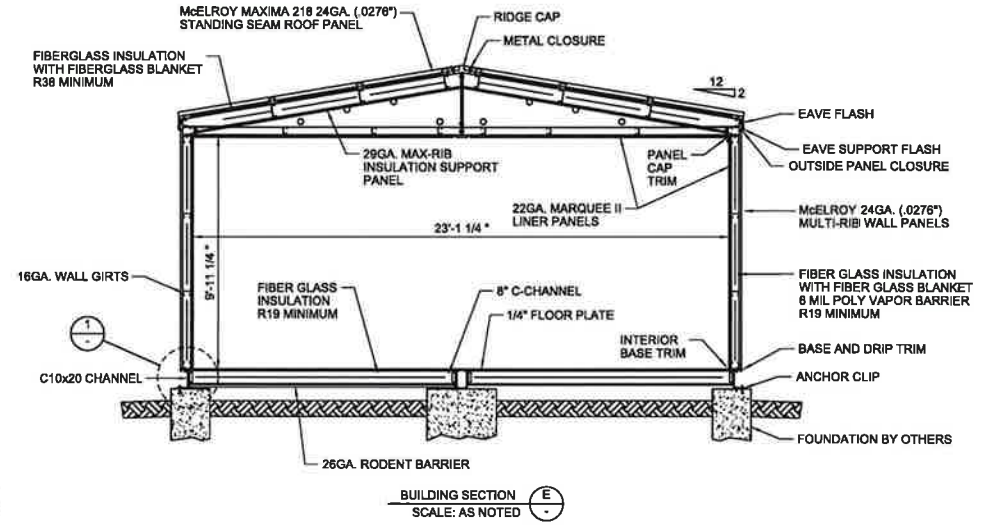 McELROY MAXIMA 216 24GA. (.0276")
STANDING SEAM ROOF PANEL
RIDGE CAP
METAL CLOSURE
FIBERGLASS INSULATION
WITH FIBERGLASS BLANKET
R38 MINIMUM
12
2
EAVE FLASH
EAVE SUPPORT FLASH
OUTSIDE PANEL CLOSURE
29GA. MAX-RIB
INSULATION SUPPORT
PANEL
PANEL
CAP
TRIM
22GA. MARQUEE II
LINER PANELS
McELROY 24GA. (.0276")
MULTI-RIB WALL PANELS
23'-1 1/4 "
9'-11 1/4 "
16GA. WALL GIRTS
FIBER GLASS
INSULATION
R19 MINIMUM
8" C-CHANNEL
1/4" FLOOR PLATE
FIBER GLASS INSULATION
WITH FIBER GLASS BLANKET
6 MIL POLY VAPOR BARRIER
R19 MINIMUM
1
-
INTERIOR
BASE TRIM
BASE AND DRIP TRIM
C10x20 CHANNEL
ANCHOR CLIP
FOUNDATION BY OTHERS
26GA. RODENT BARRIER
BUILDING SECTION
SCALE: AS NOTED
E
-